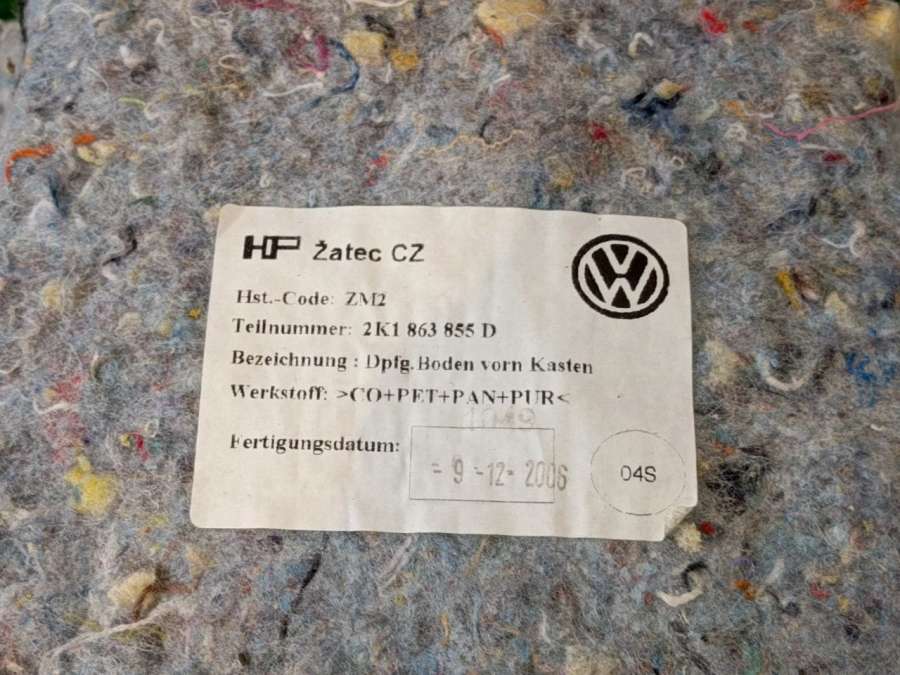 HP Žatec CZ
Hst.-Code: ZM2
Teilnummer: 2K1 863 855 D
Bezeichnung : Dpfg.Boden vorn Kasten
Werkstoff: >CO+PET+PAN+PUR<
Fertigungsdatum:
- 9 -12- 2006
04S